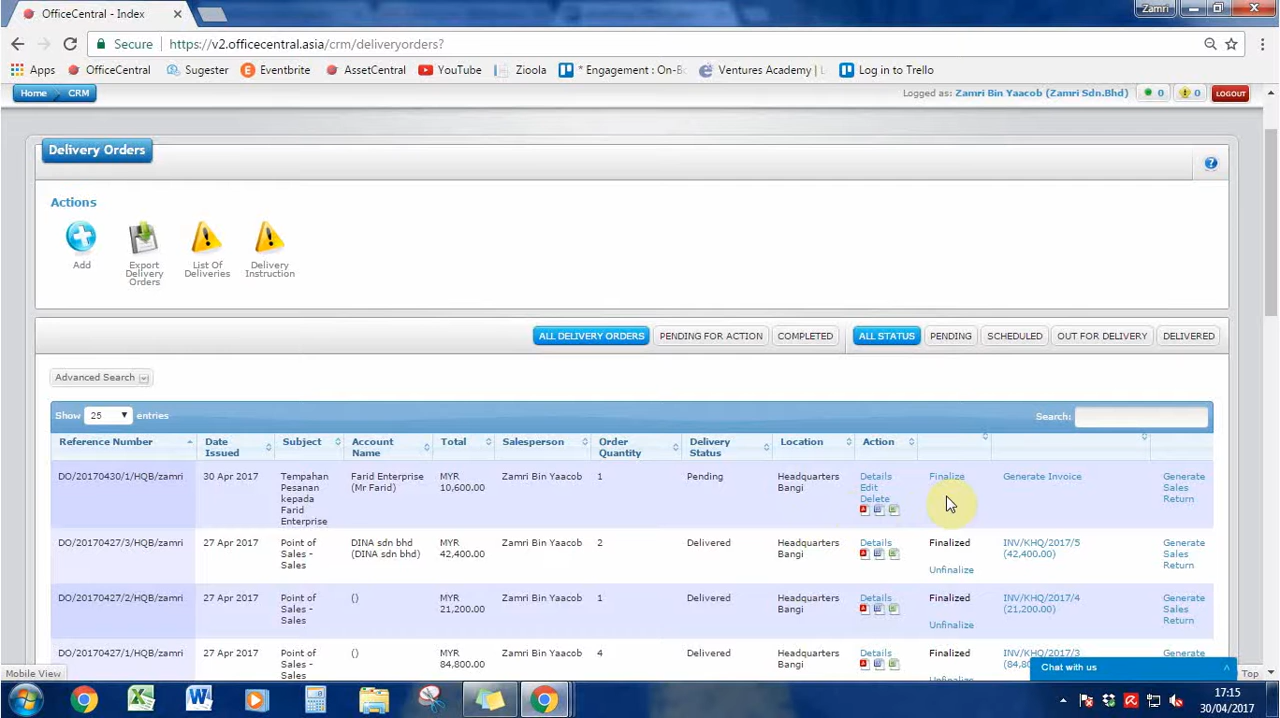 OfficeCentral - Index
Zamri
Secure https://v2.officecentral.asia/crm/deliveryorders?
Apps OfficeCentral Sugester Eventbrite AssetCentral YouTube Zioola * Engagement : On-Bo Ventures Academy | L Log in to Trello
Home CRM Logged as: Zamri Bin Yaacob (Zamri Sdn.Bhd) 0 0 LOGOUT
Delivery Orders
Actions
Add
Export Delivery Orders
List Of Deliveries
Delivery Instruction
ALL DELIVERY ORDERS PENDING FOR ACTION COMPLETED ALL STATUS PENDING SCHEDULED OUT FOR DELIVERY DELIVERED
Advanced Search
Show 25 entries Search:
Reference Number Date Issued Subject Account Name Total Salesperson Order Quantity Delivery Status Location Action
DO/20170430/1/HQB/zamri 30 Apr 2017 Tempahan Pesanan kepada Farid Enterprise Farid Enterprise (Mr Farid) MYR 10,600.00 Zamri Bin Yaacob 1 Pending Headquarters Bangi Details Edit Delete Finalize Generate Invoice Generate Sales Return
DO/20170427/3/HQB/zamri 27 Apr 2017 Point of Sales - Sales DINA sdn bhd (DINA sdn bhd) MYR 42,400.00 Zamri Bin Yaacob 2 Delivered Headquarters Bangi Details Finalized Unfinalize INV/KHQ/2017/5 (42,400.00) Generate Sales Return
DO/20170427/2/HQB/zamri 27 Apr 2017 Point of Sales - Sales () MYR 21,200.00 Zamri Bin Yaacob 1 Delivered Headquarters Bangi Details Finalized Unfinalize INV/KHQ/2017/4 (21,200.00) Generate Sales Return
DO/20170427/1/HQB/zamri 27 Apr 2017 Point of Sales - () MYR 84,800.00 Zamri Bin Yaacob 4 Delivered Headquarters Bangi Details Finalized INV/KHQ/2017/3 Generate
Mobile View Chat with us Top
17:15
30/04/2017